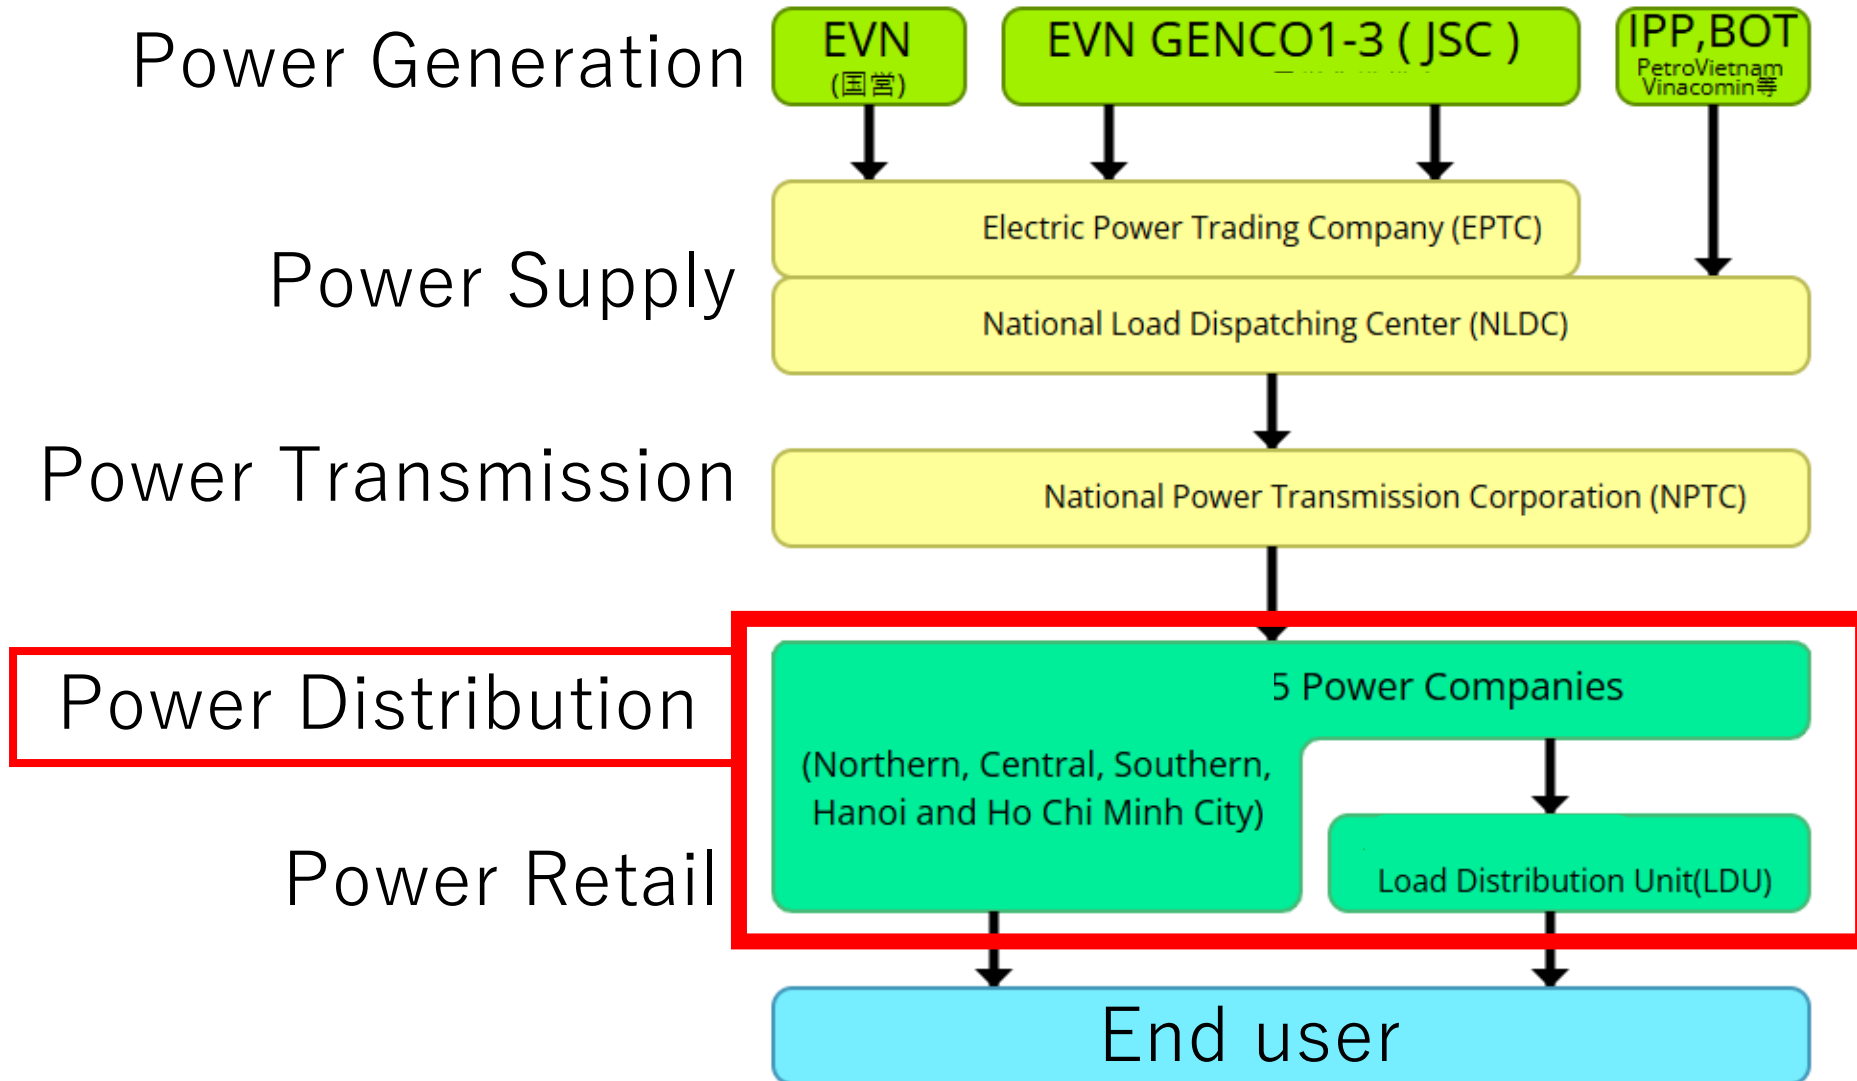 Power Generation
EVN
(国営)
EVN GENCO1-3 ( JSC )
IPP,BOT
PetroVietnam
Vinacomin等
Power Supply
Electric Power Trading Company (EPTC)
National Load Dispatching Center (NLDC)
Power Transmission
National Power Transmission Corporation (NPTC)
Power Distribution
5 Power Companies
(Northern, Central, Southern,
Hanoi and Ho Chi Minh City)
Power Retail
Load Distribution Unit(LDU)
End user